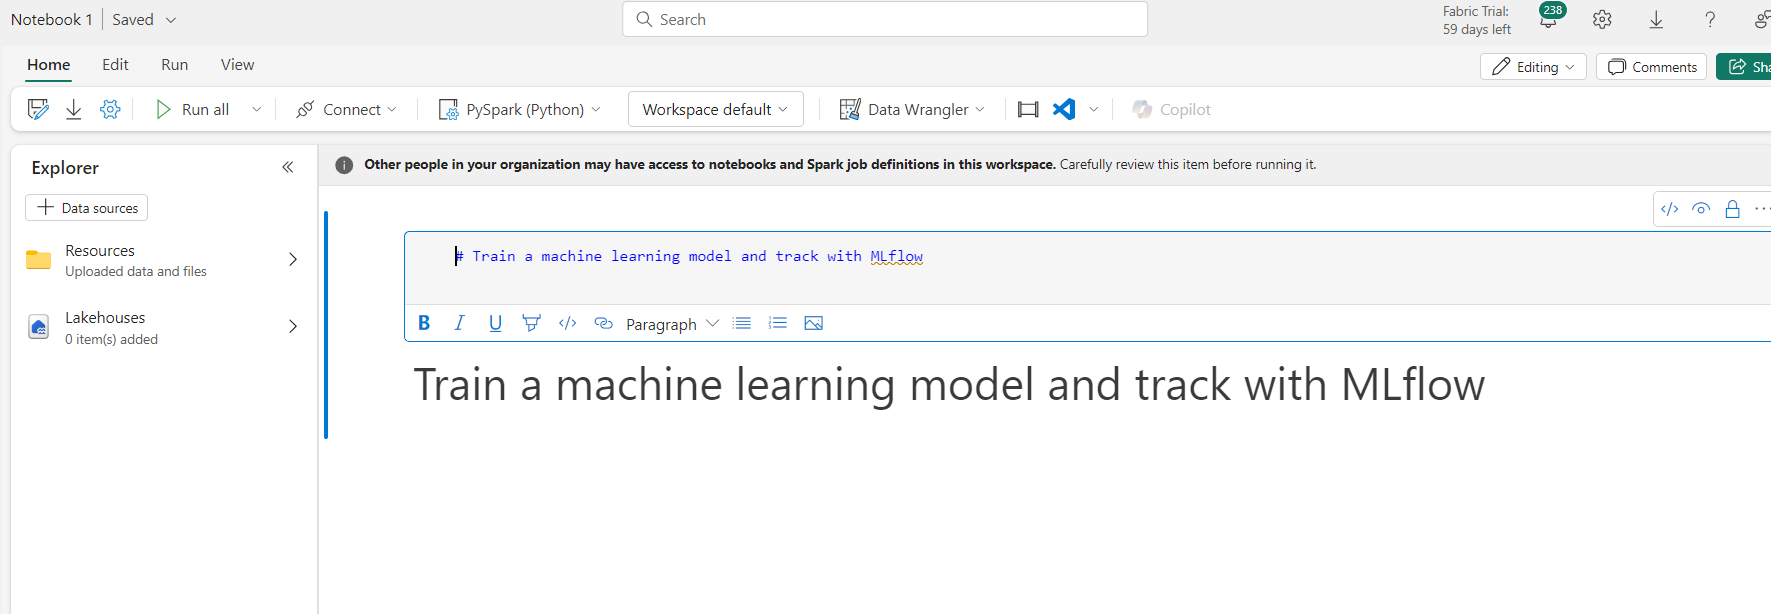 Notebook 1 Saved
Search
Fabric Trial:
59 days left
238
Home Edit Run View
Editing Comments
Run all Connect PySpark (Python) Workspace default Data Wrangler Copilot
Explorer
Data sources
Resources
Uploaded data and files
Lakehouses
0 item(s) added
Other people in your organization may have access to notebooks and Spark job definitions in this workspace. Carefully review this item before running it.
# Train a machine learning model and track with MLflow
B I U </> Paragraph
Train a machine learning model and track with MLflow